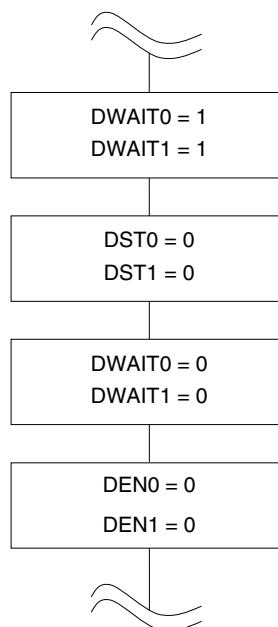 DWAIT0 = 1
DWAIT1 = 1
DST0 = 0
DST1 = 0
DWAIT0 = 0
DWAIT1 = 0
DEN0 = 0
DEN1 = 0